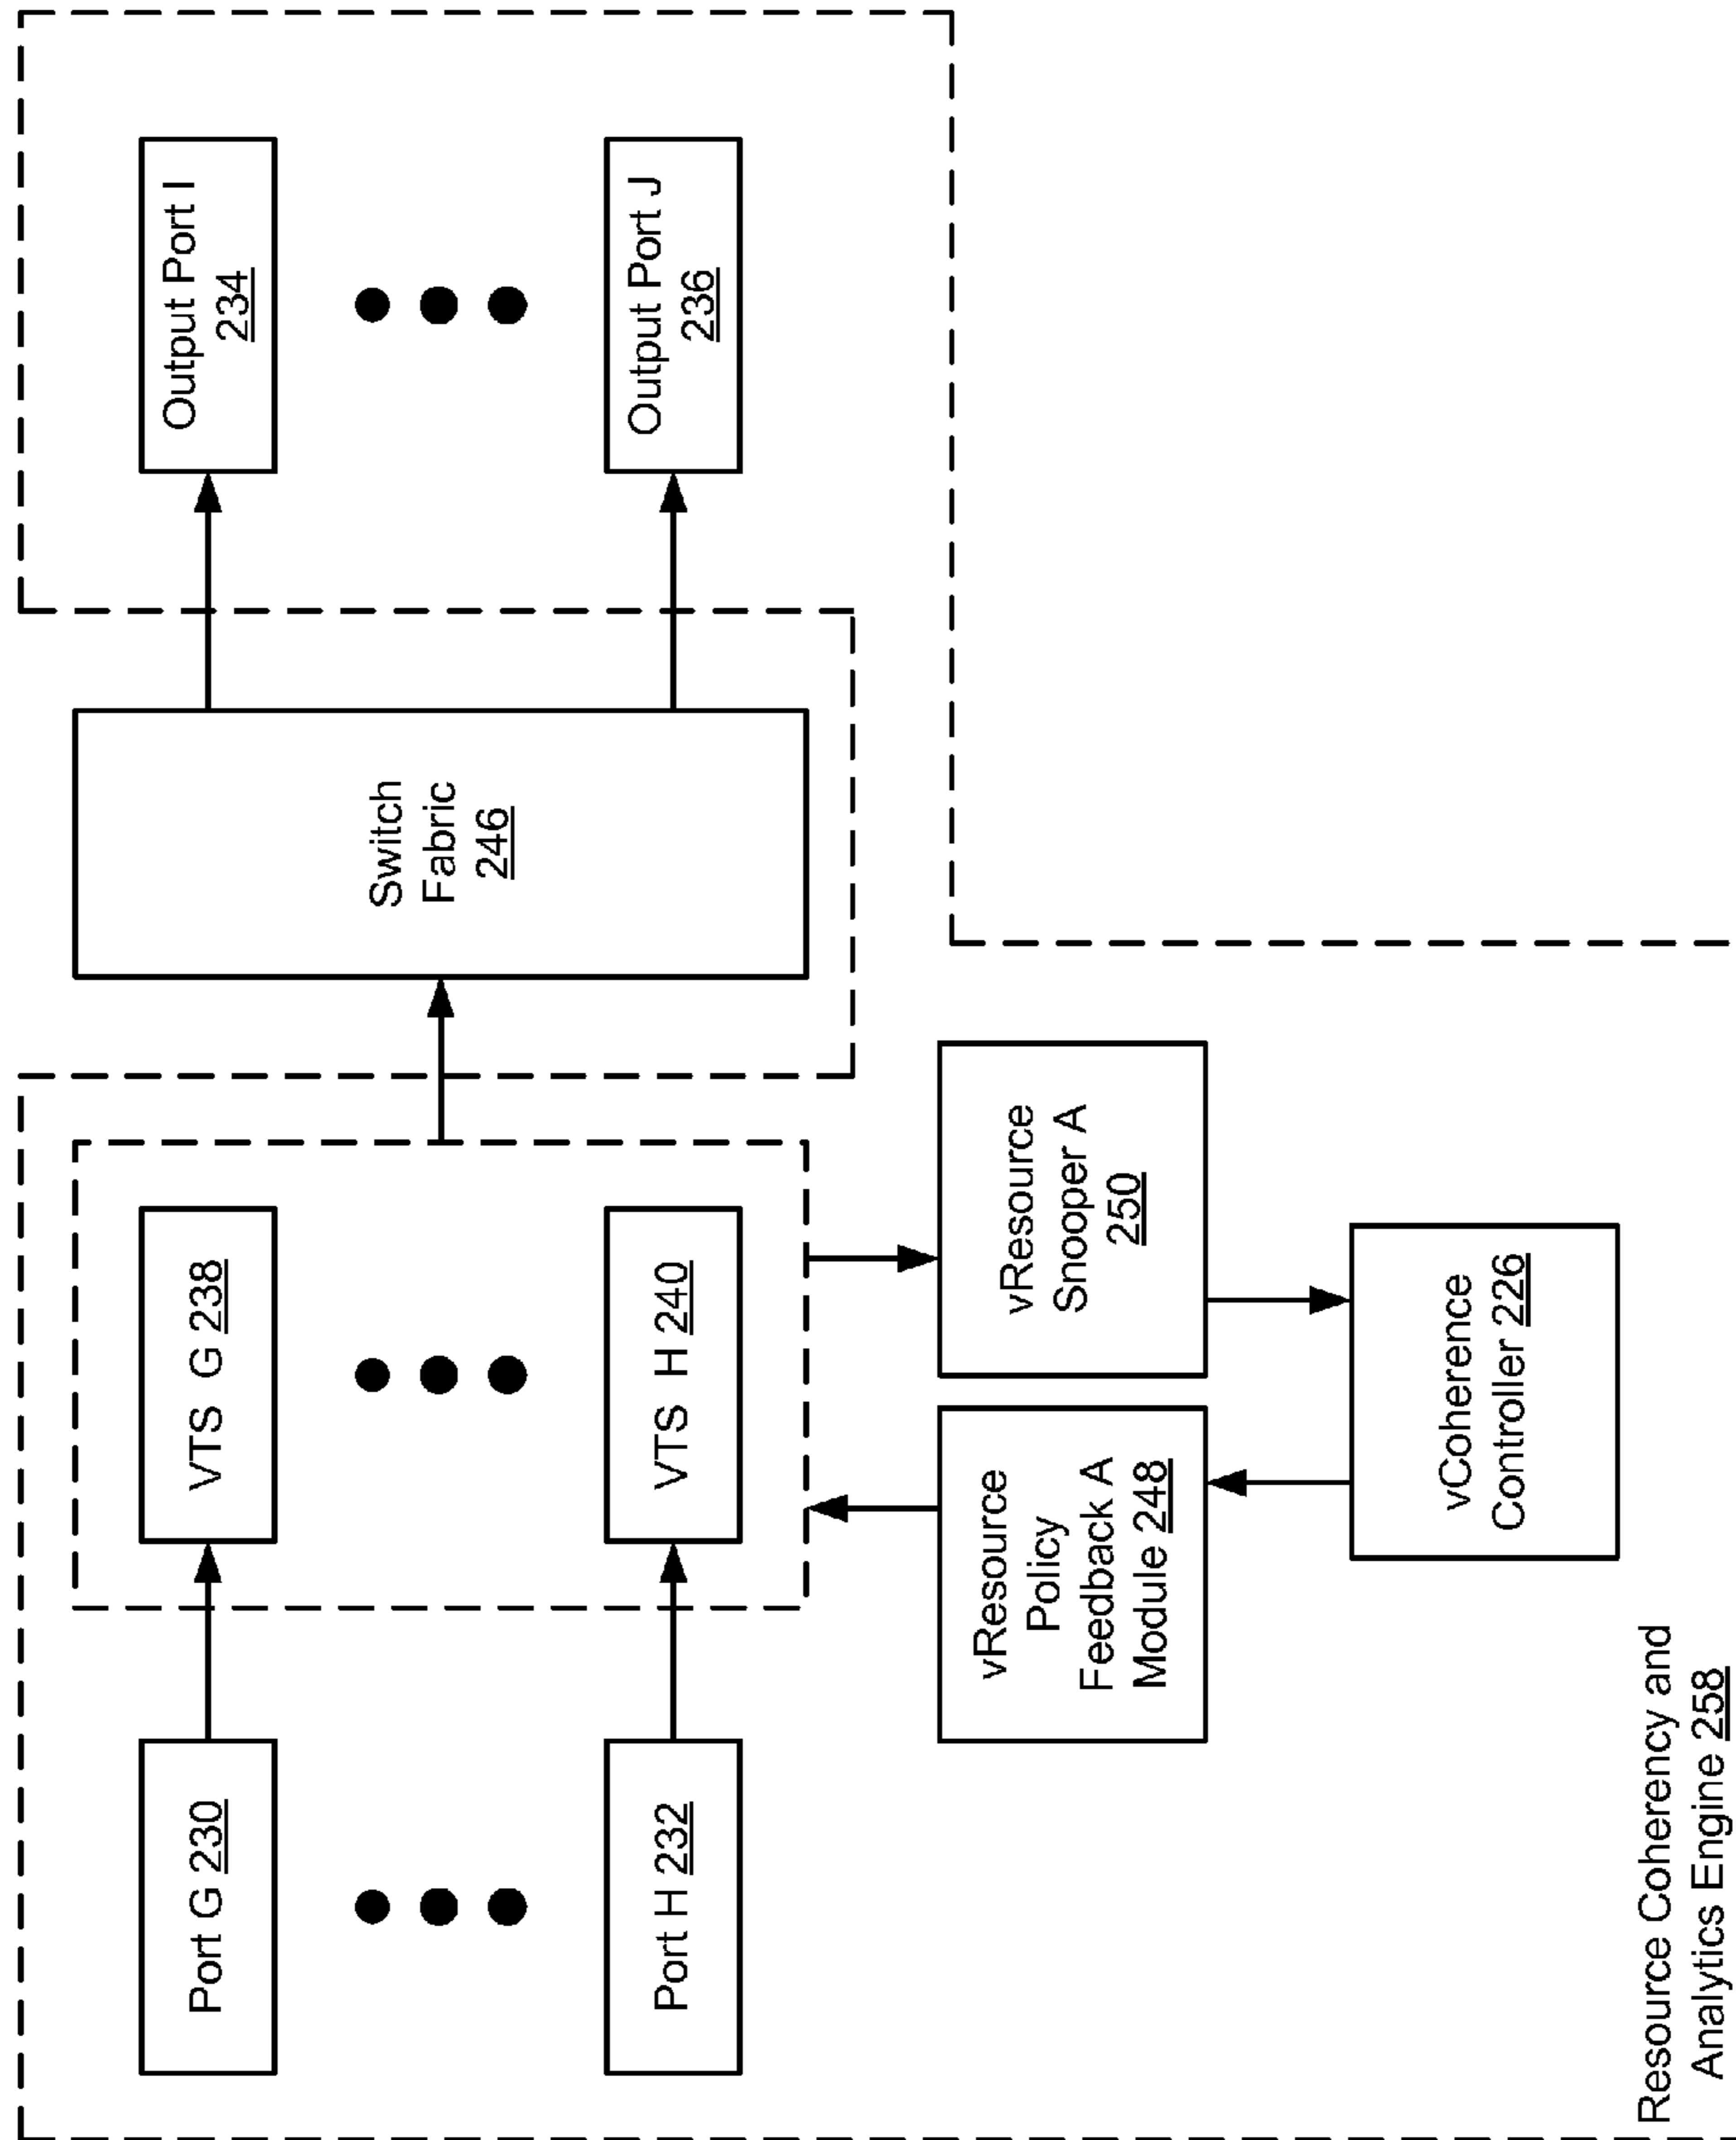 Port G 230
VTS G 238
Switch
Fabric
246
Output Port I
234
Port H 232
VTS H 240
Output Port J
236
vResource
Policy
Feedback A
Module 248
vResource
Snooper A
250
vCoherence
Controller 226
Resource Coherency and
Analytics Engine 258